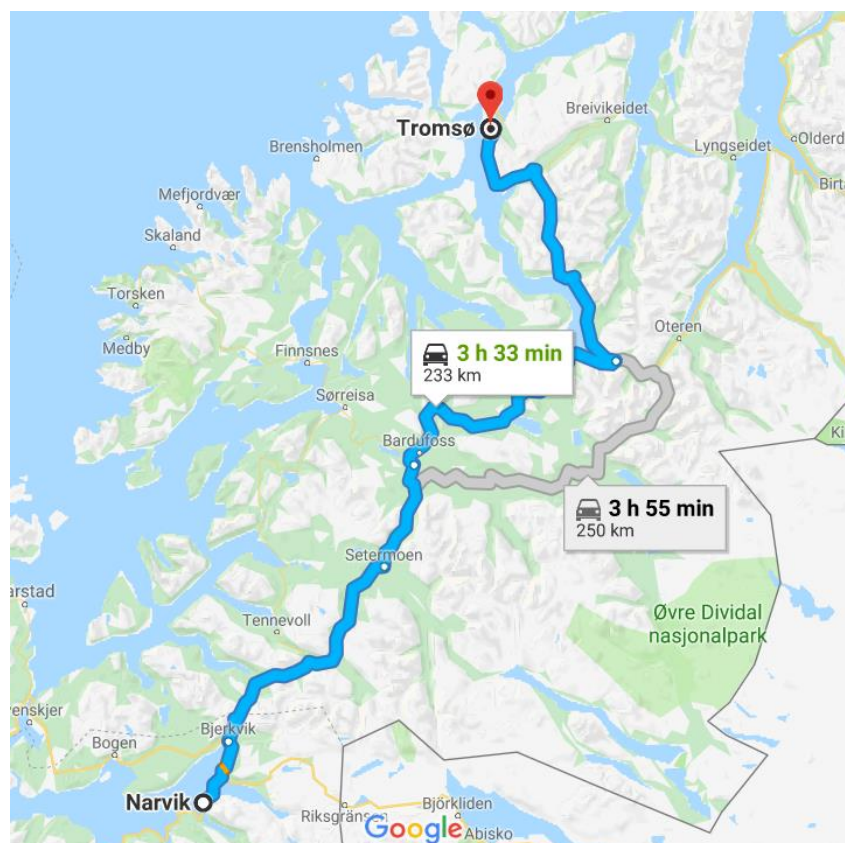 Tromsø
Breivikeidet
Brensholmen
Olderd
Lyngseidet
Birta
Mefjordvær
Skaland
Torsken
Medby
Finnsnes
Oteren
3 h 33 min
233 km
Sørreisa
Bardufoss
Ki
3 h 55 min
250 km
Setermoen
arstad
Tennevoll
Øvre Dividal
nasjonalpark
enskjer
Bjerkvik
Bogen
Narvik
Riksgräns
Björkliden
Google
Abisko